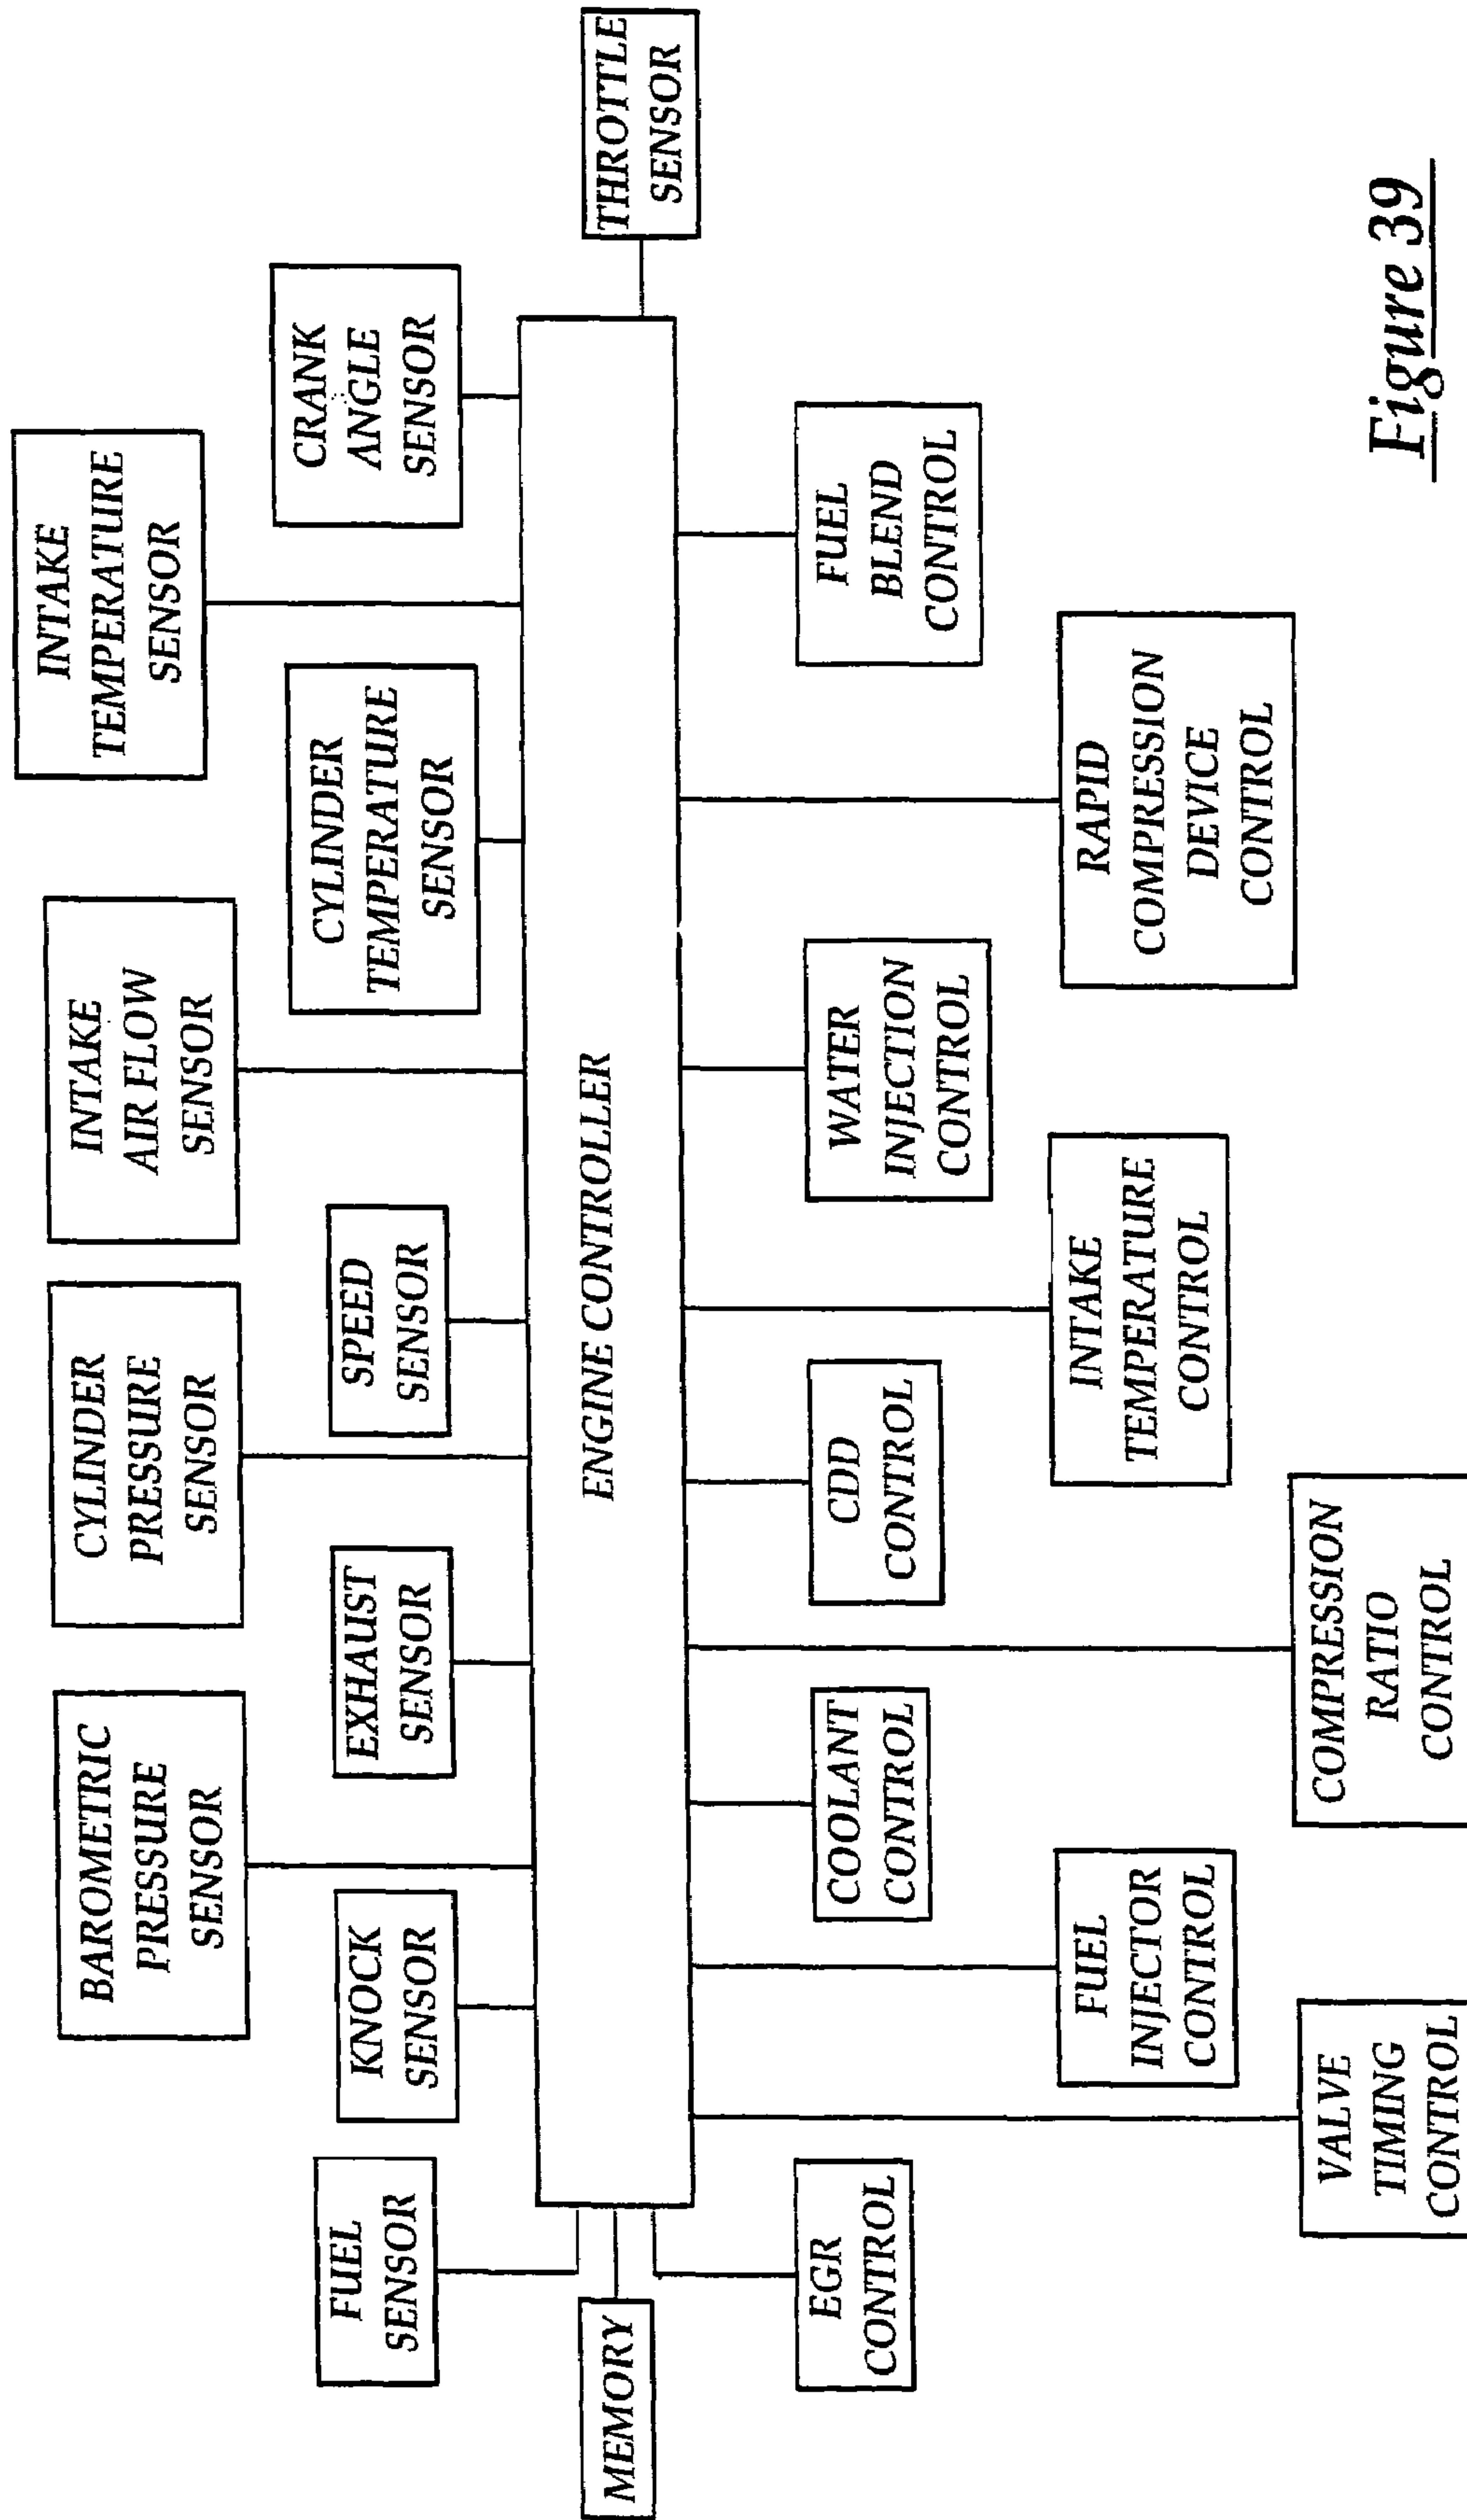 BAROMETRIC
PRESSURE
SENSOR
CYLINDER
PRESSURE
SENSOR
INTAKE
AIR FLOW
SENSOR
INTAKE
TEMPERATURE
SENSOR
FUEL
SENSOR
KNOCK
SENSOR
EXHAUST
SENSOR
SPEED
SENSOR
CYLINDER
TEMPERATURE
SENSOR
CRANK
ANGLE
SENSOR
MEMORY
ENGINE CONTROLLER
THROTTLE
SENSOR
EGR
CONTROL
COOLANT
CONTROL
CDD
CONTROL
WATER
INJECTION
CONTROL
FUEL
BLEND
CONTROL
FUEL
INJECTOR
CONTROL
INTAKE
TEMPERATURE
CONTROL
RAPID
COMPRESSION
DEVICE
CONTROL
VALVE
TIMING
CONTROL
COMPRESSION
RATIO
CONTROL
Figure 39